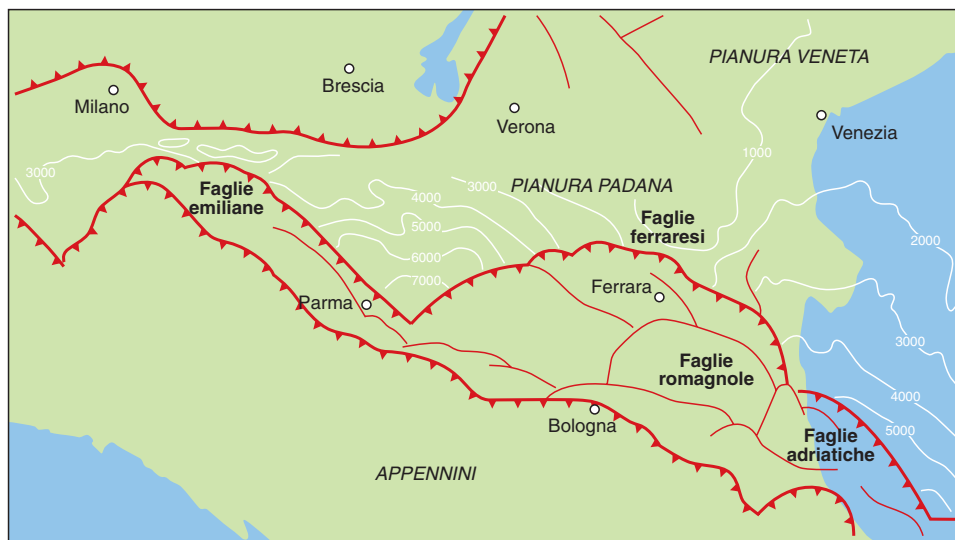 PIANURA VENETA
Brescia
Milano
Verona
Venezia
1000
3000
Faglie
emiliane
3000
PIANURA PADANA
4000
5000
6000
7000
Faglie
ferraresi
2000
Parma
Ferrara
3000
Faglie
romagnole
4000
5000
Bologna
Faglie
adriatiche
APPENNINI